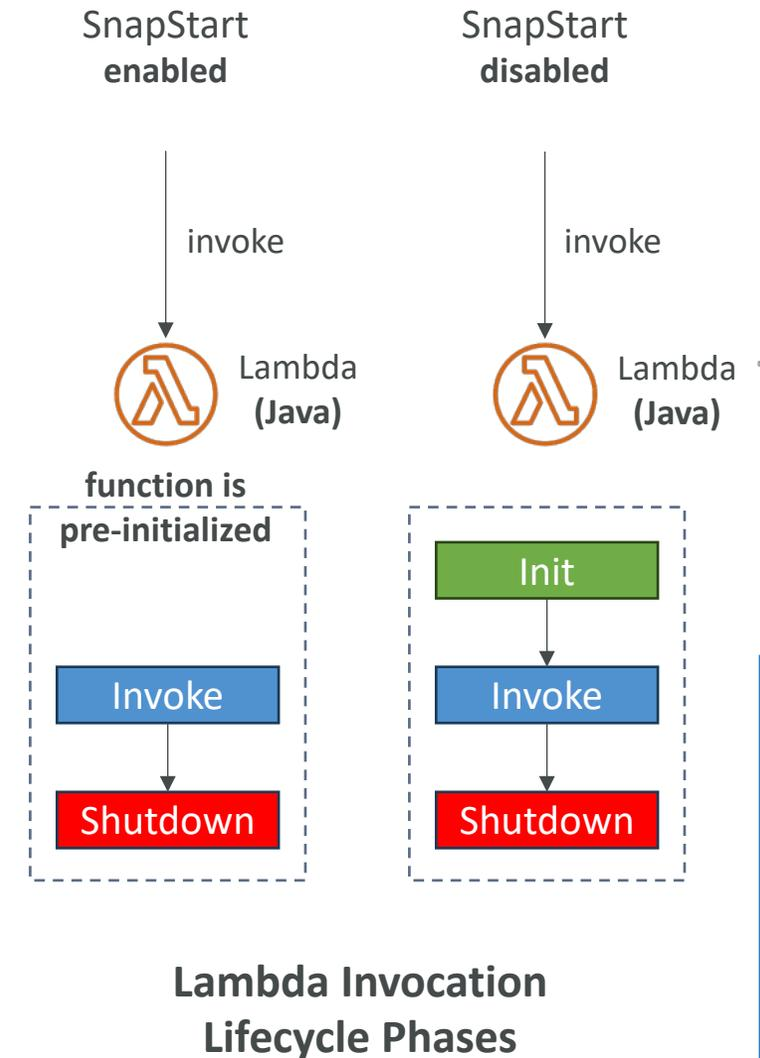 SnapStart
enabled
SnapStart
disabled
invoke
invoke
Lambda
(Java)
Lambda
(Java)
function is
pre-initialized
Init
Invoke
Invoke
Shutdown
Shutdown
Lambda Invocation
Lifecycle Phases